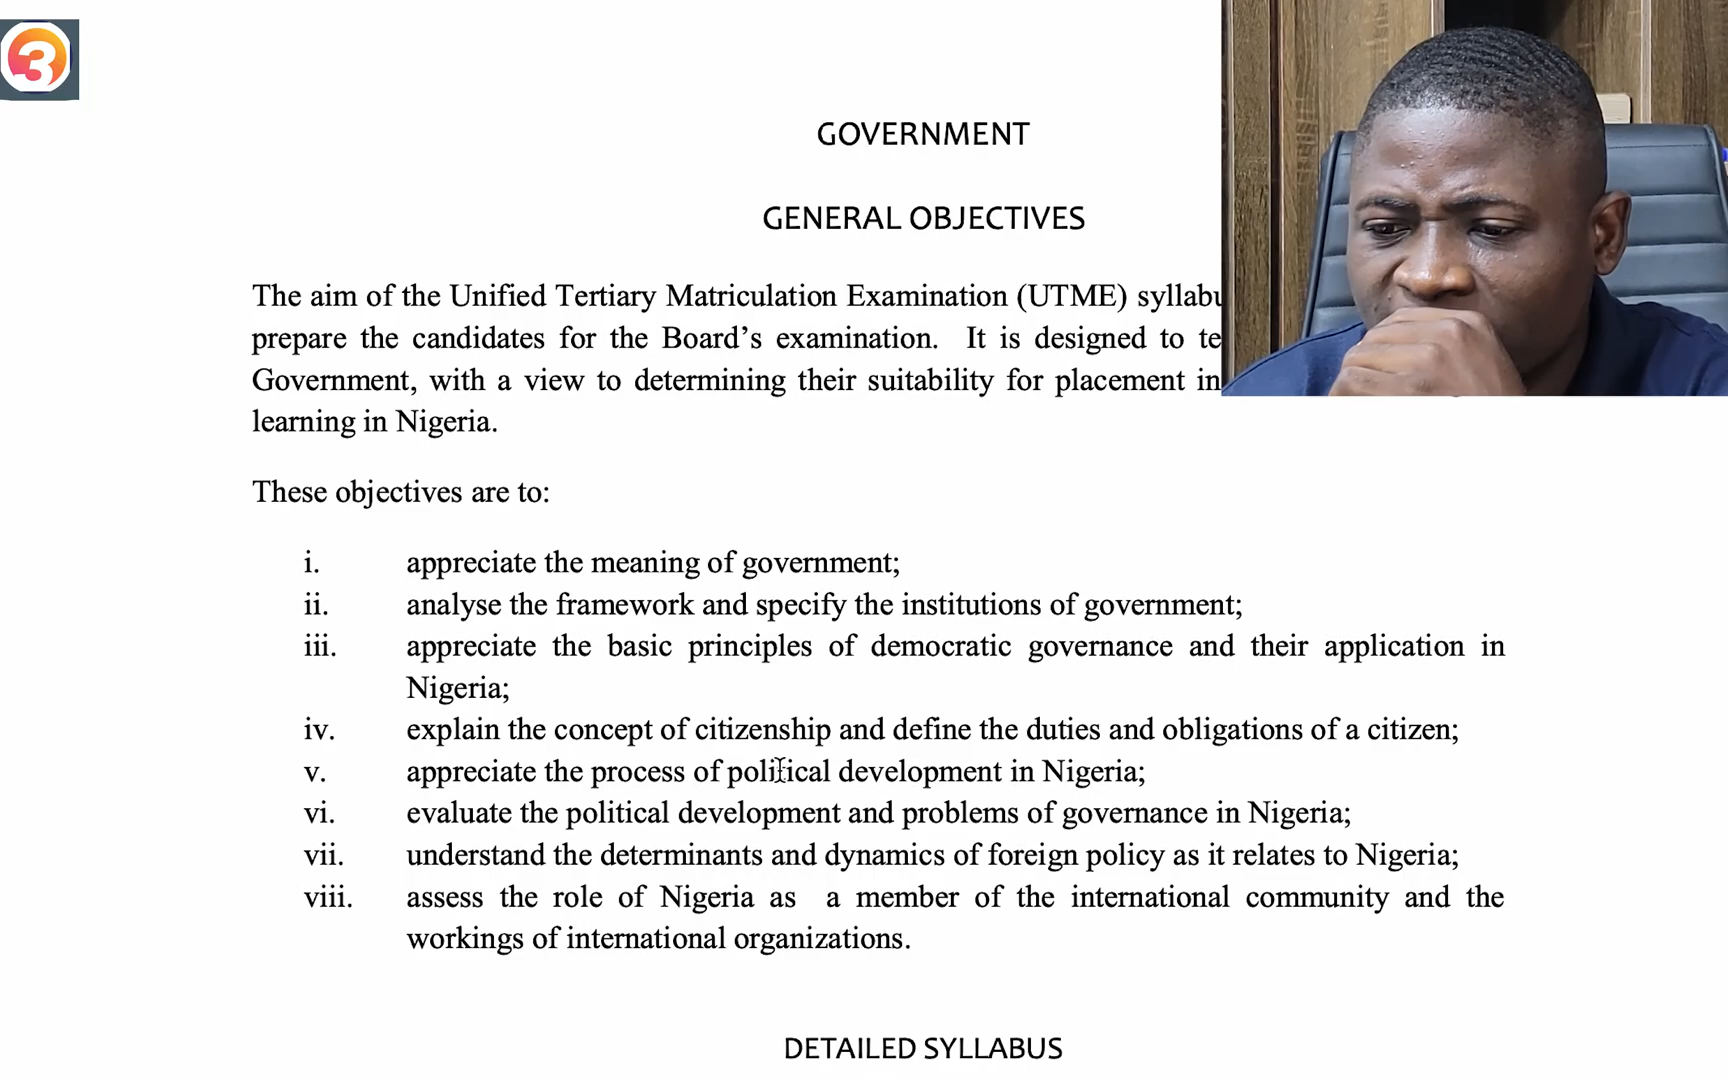 3
GOVERNMENT
GENERAL OBJECTIVES
The aim of the Unified Tertiary Matriculation Examination (UTME)
prepare the candidates for the Board’s examination. It is designed to
Government, with a view to determining their suitability for placement in
learning in Nigeria.
These objectives are to:
i. appreciate the meaning of government;
ii. analyse the framework and specify the institutions of government;
iii. appreciate the basic principles of democratic governance and their application in
Nigeria;
iv. explain the concept of citizenship and define the duties and obligations of a citizen;
v. appreciate the process of political development in Nigeria;
vi. evaluate the political development and problems of governance in Nigeria;
vii. understand the determinants and dynamics of foreign policy as it relates to Nigeria;
viii. assess the role of Nigeria as a member of the international community and the
workings of international organizations.
DETAILED SYLLABUS